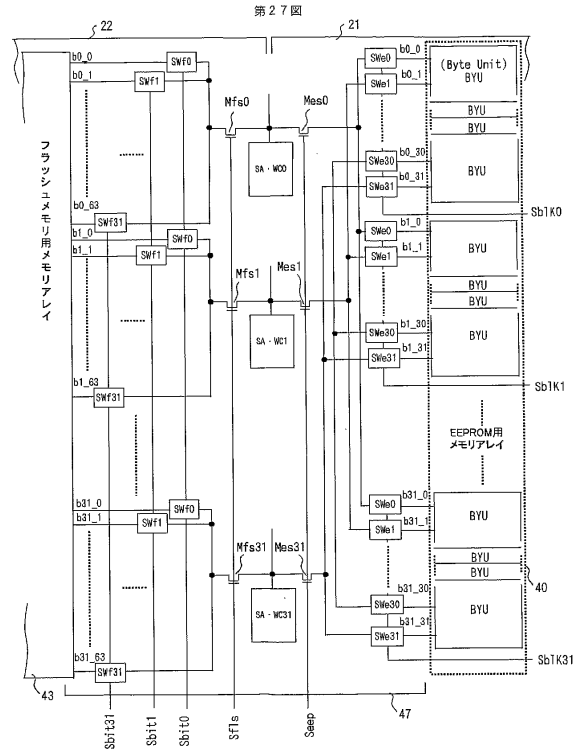 第27図
22
21
b0_0
SWf0
b0_1
SWf1
b0_63
SWf31
b1_0
SWf0
b1_1
SWf1
b1_63
SWf31
b31_0
SWf0
b31_1
SWf1
b31_63
SWf31
フラッシュメモリ用メモリアレイ
43
Mfs0
Mes0
SA・WC0
Mfs1
Mes1
SA・WC1
Mfs31
Mes31
SA・WC31
SWe0
b0_0
SWe1
b0_1
(Byte Unit)
BYU
BYU
BYU
SWe30
b0_30
SWe31
b0_31
BYU
SblK0
SWe0
b1_0
SWe1
b1_1
BYU
BYU
BYU
SWe30
b1_30
SWe31
b1_31
BYU
SblK1
EEPROM用
メモリアレイ
SWe0
b31_0
SWe1
b31_1
BYU
BYU
BYU
40
SWe30
b31_30
SWe31
b31_31
BYU
SblK31
47
Sbit31
Sbit1
Sbit0
Sfls
Seep